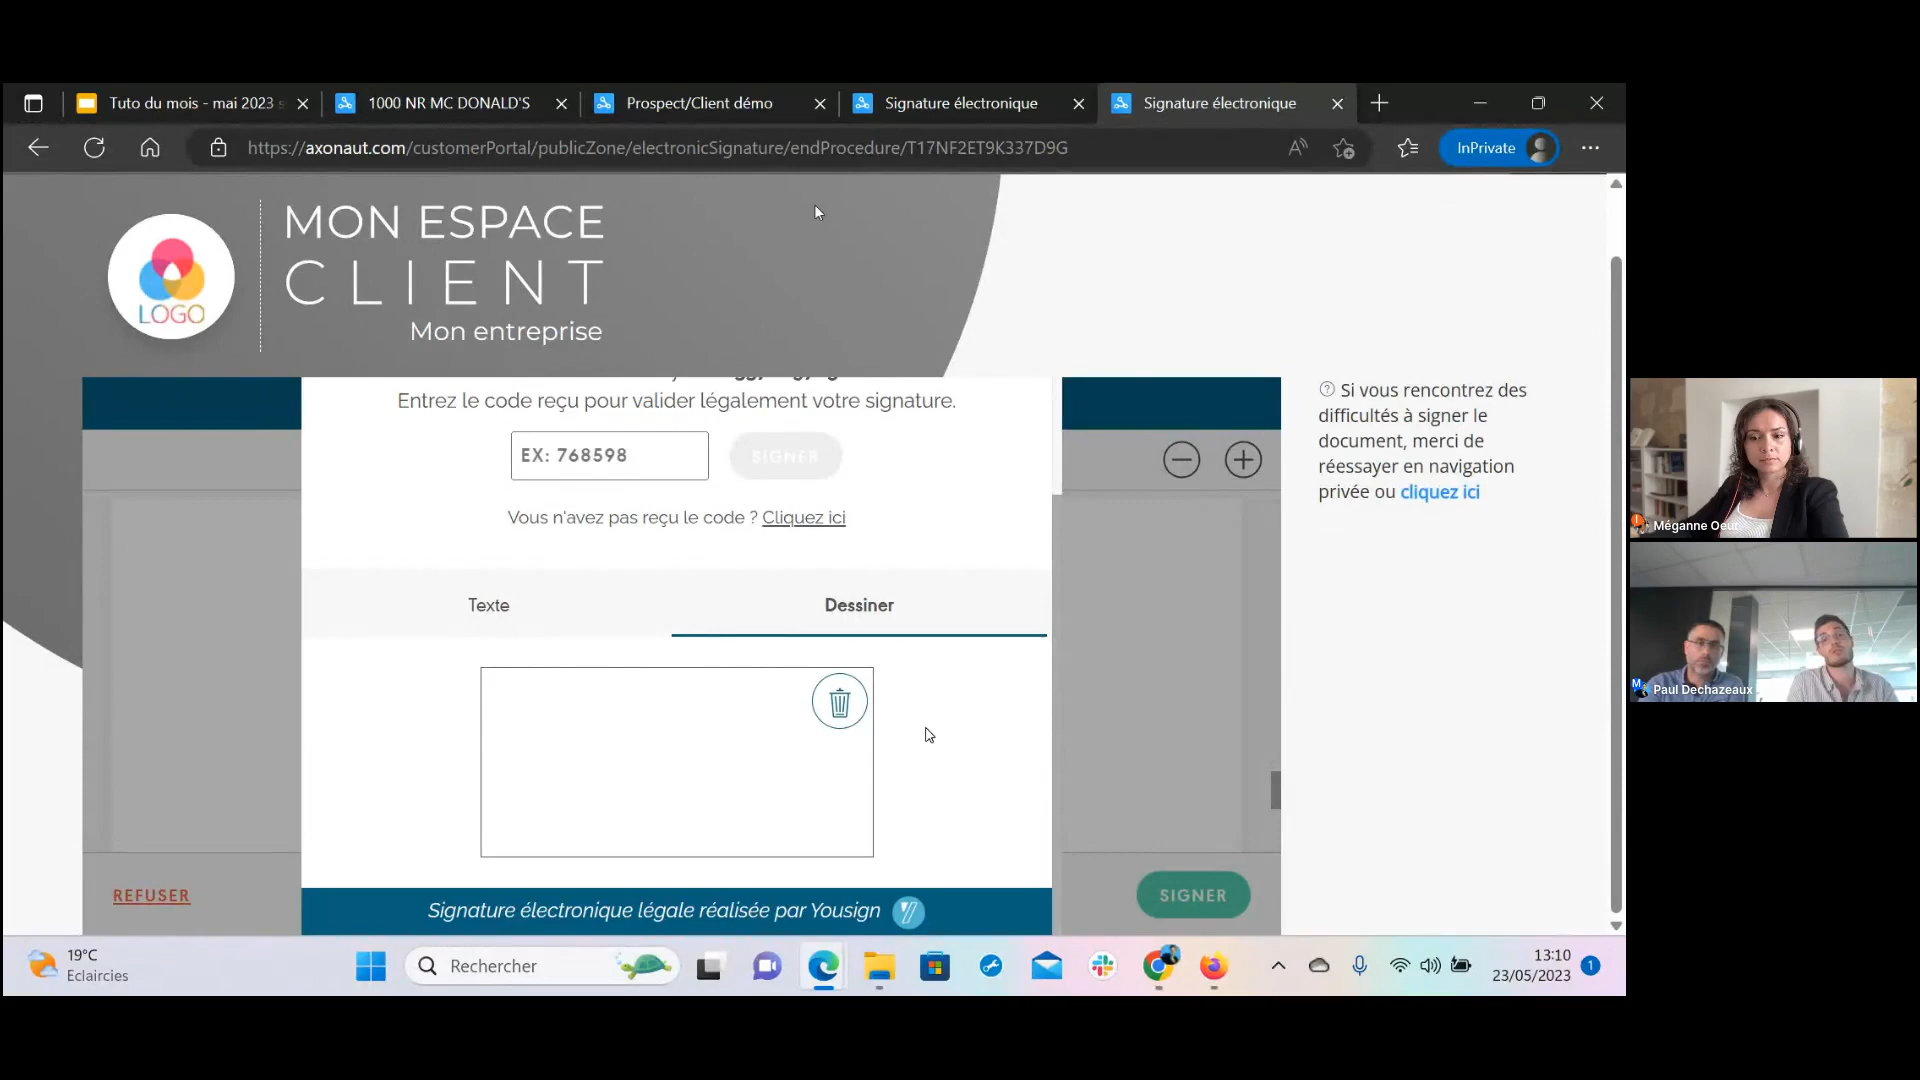 Tuto du mois - mai 2023
1000 NR MC DONALD'S
Prospect/Client démo
Signature électronique
Signature électronique
https://axonaut.com/customerPortal/publicZone/electronicSignature/endProcedure/T17NF2ET9K337D9G
InPrivate
LOGO
MON ESPACE
CLIENT
Mon entreprise
Entrez le code reçu pour valider légalement votre signature.
EX: 768598
SIGNER
Vous n'avez pas reçu le code ? Cliquez ici
Texte
Dessiner
Signature électronique légale réalisée par Yousign
REFUSER
SIGNER
Si vous rencontrez des
difficultés à signer le
document, merci de
réessayer en navigation
privée ou cliquez ici
Méganne Oeur
Paul Dechazeaux
19°C
Eclaircies
Rechercher
13:10
23/05/2023
1